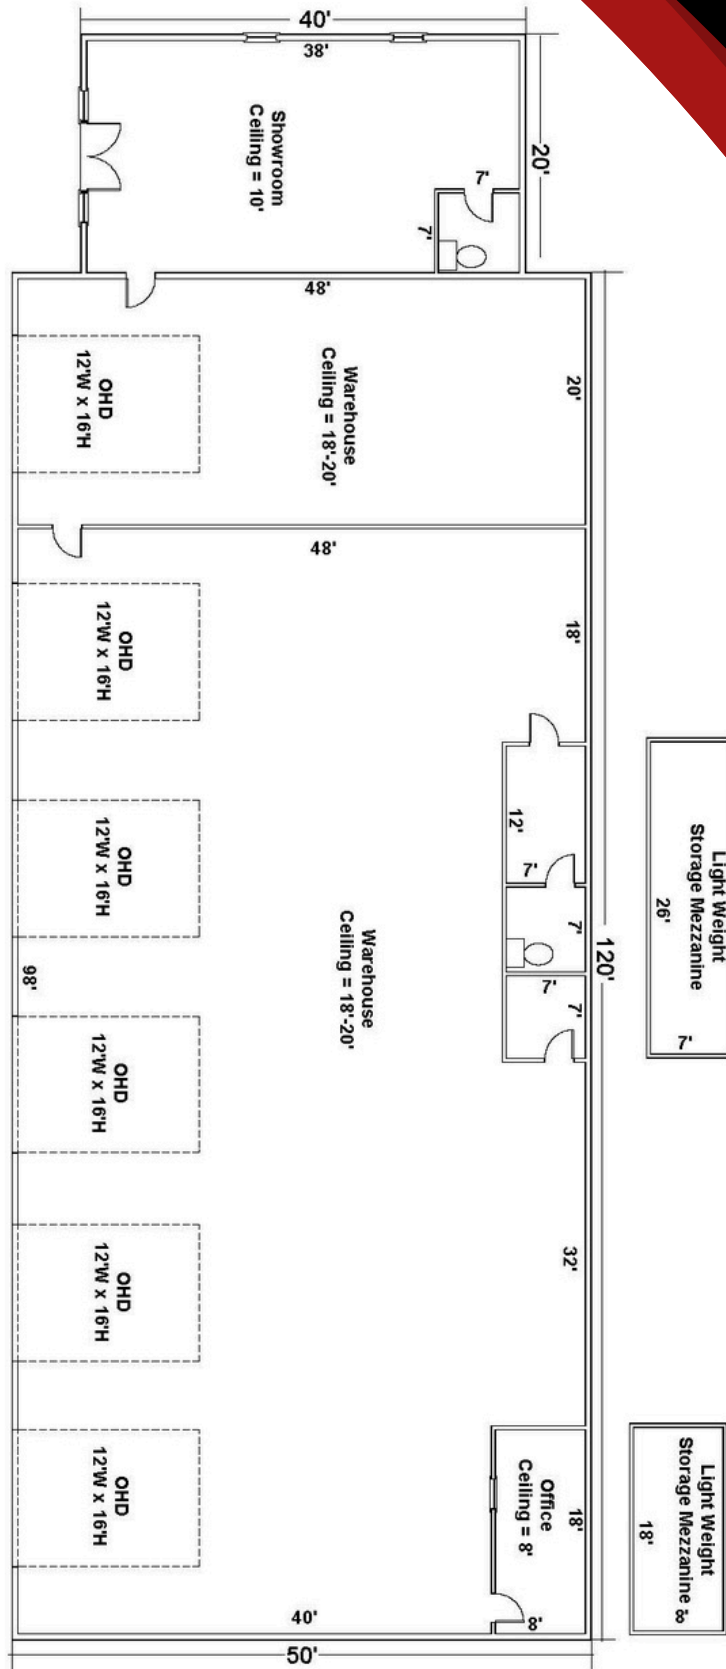 40'
38'
Showroom
Ceiling = 10'
20'
7'
7'
48'
Warehouse
Ceiling = 18'-20'
20'
OHD
12'W x 16'H
48'
18'
OHD
12'W x 16'H
12'
7'
7'
7'
7'
Light Weight
Storage Mezzanine
26'
7'
120'
OHD
12'W x 16'H
Warehouse
Ceiling = 18'-20'
98'
OHD
12'W x 16'H
32'
OHD
12'W x 16'H
OHD
12'W x 16'H
Office
Ceiling = 8'
18'
8'
Light Weight
Storage Mezzanine
18'
8'
40'
50'